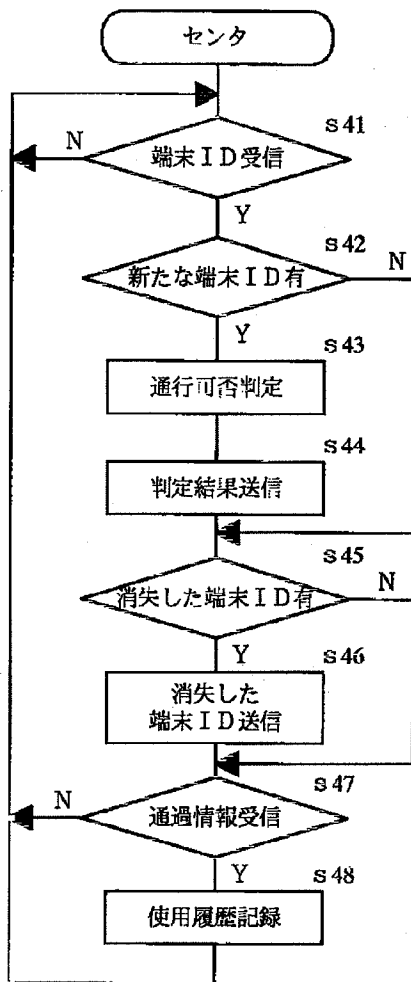 センタ
s41
端末ID受信
N
Y
s42
新たな端末ID有
N
Y
s43
通行可否判定
s44
判定結果送信
s45
消失した端末ID有
N
Y
s46
消失した
端末ID送信
s47
通過情報受信
N
Y
s48
使用履歴記録